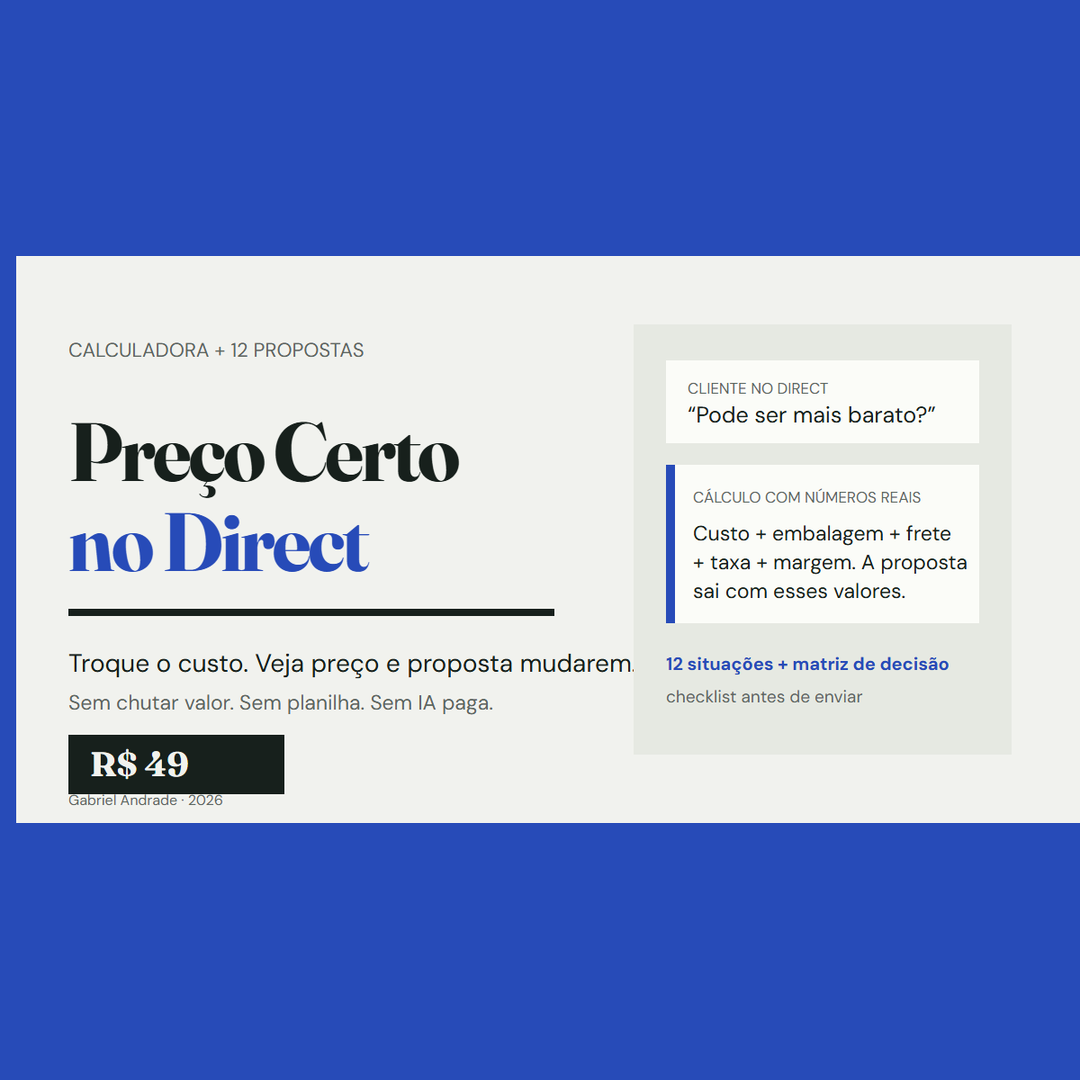 CALCULADORA + 12 PROPOSTAS
Preço Certo
no Direct
Troque o custo. Veja preço e proposta mudarem.
Sem chutar valor. Sem planilha. Sem IA paga.
R$ 49
Gabriel Andrade · 2026
CLIENTE NO DIRECT
“Pode ser mais barato?”
CÁLCULO COM NÚMEROS REAIS
Custo + embalagem + frete
+ taxa + margem. A proposta
sai com esses valores.
12 situações + matriz de decisão
checklist antes de enviar